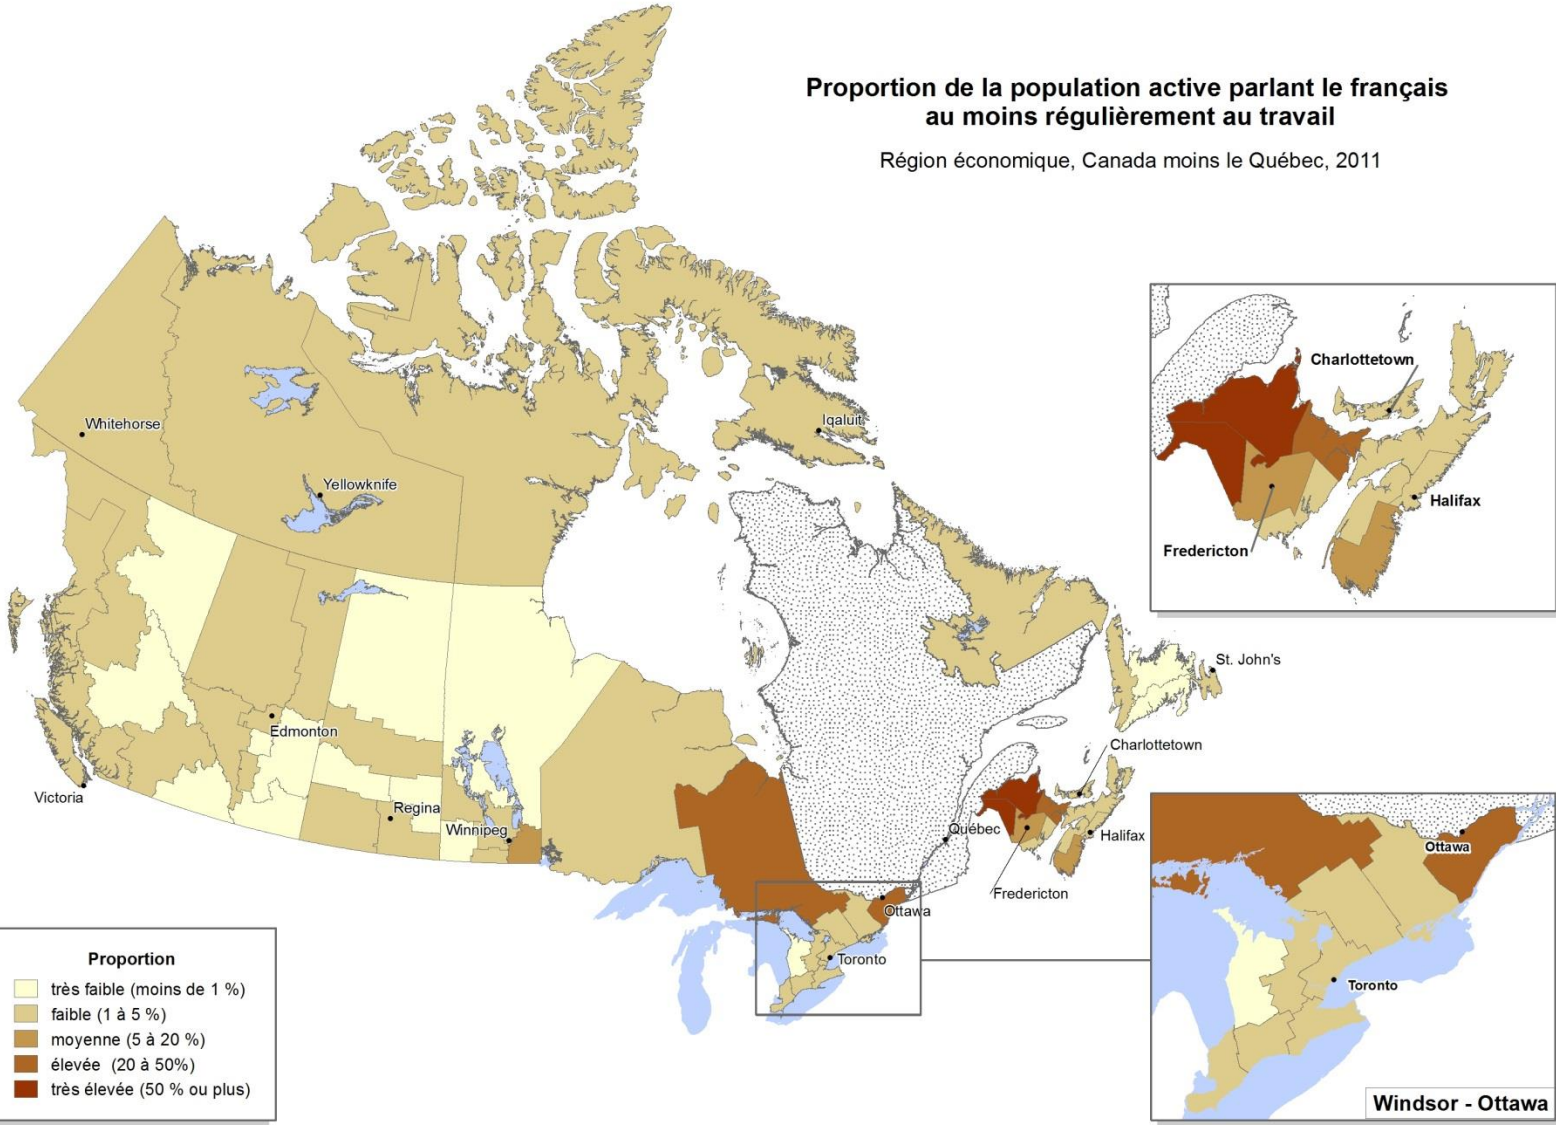 Proportion de la population active parlant le français
au moins régulièrement au travail
Région économique, Canada moins le Québec, 2011
Whitehorse
Yellowknife
Iqaluit
Edmonton
Victoria
Regina
Winnipeg
St. John's
Charlottetown
Québec
Halifax
Fredericton
Ottawa
Toronto
Charlottetown
Halifax
Fredericton
Ottawa
Toronto
Windsor - Ottawa
Proportion
très faible (moins de 1 %)
faible (1 à 5 %)
moyenne (5 à 20 %)
élevée (20 à 50%)
très élevée (50 % ou plus)